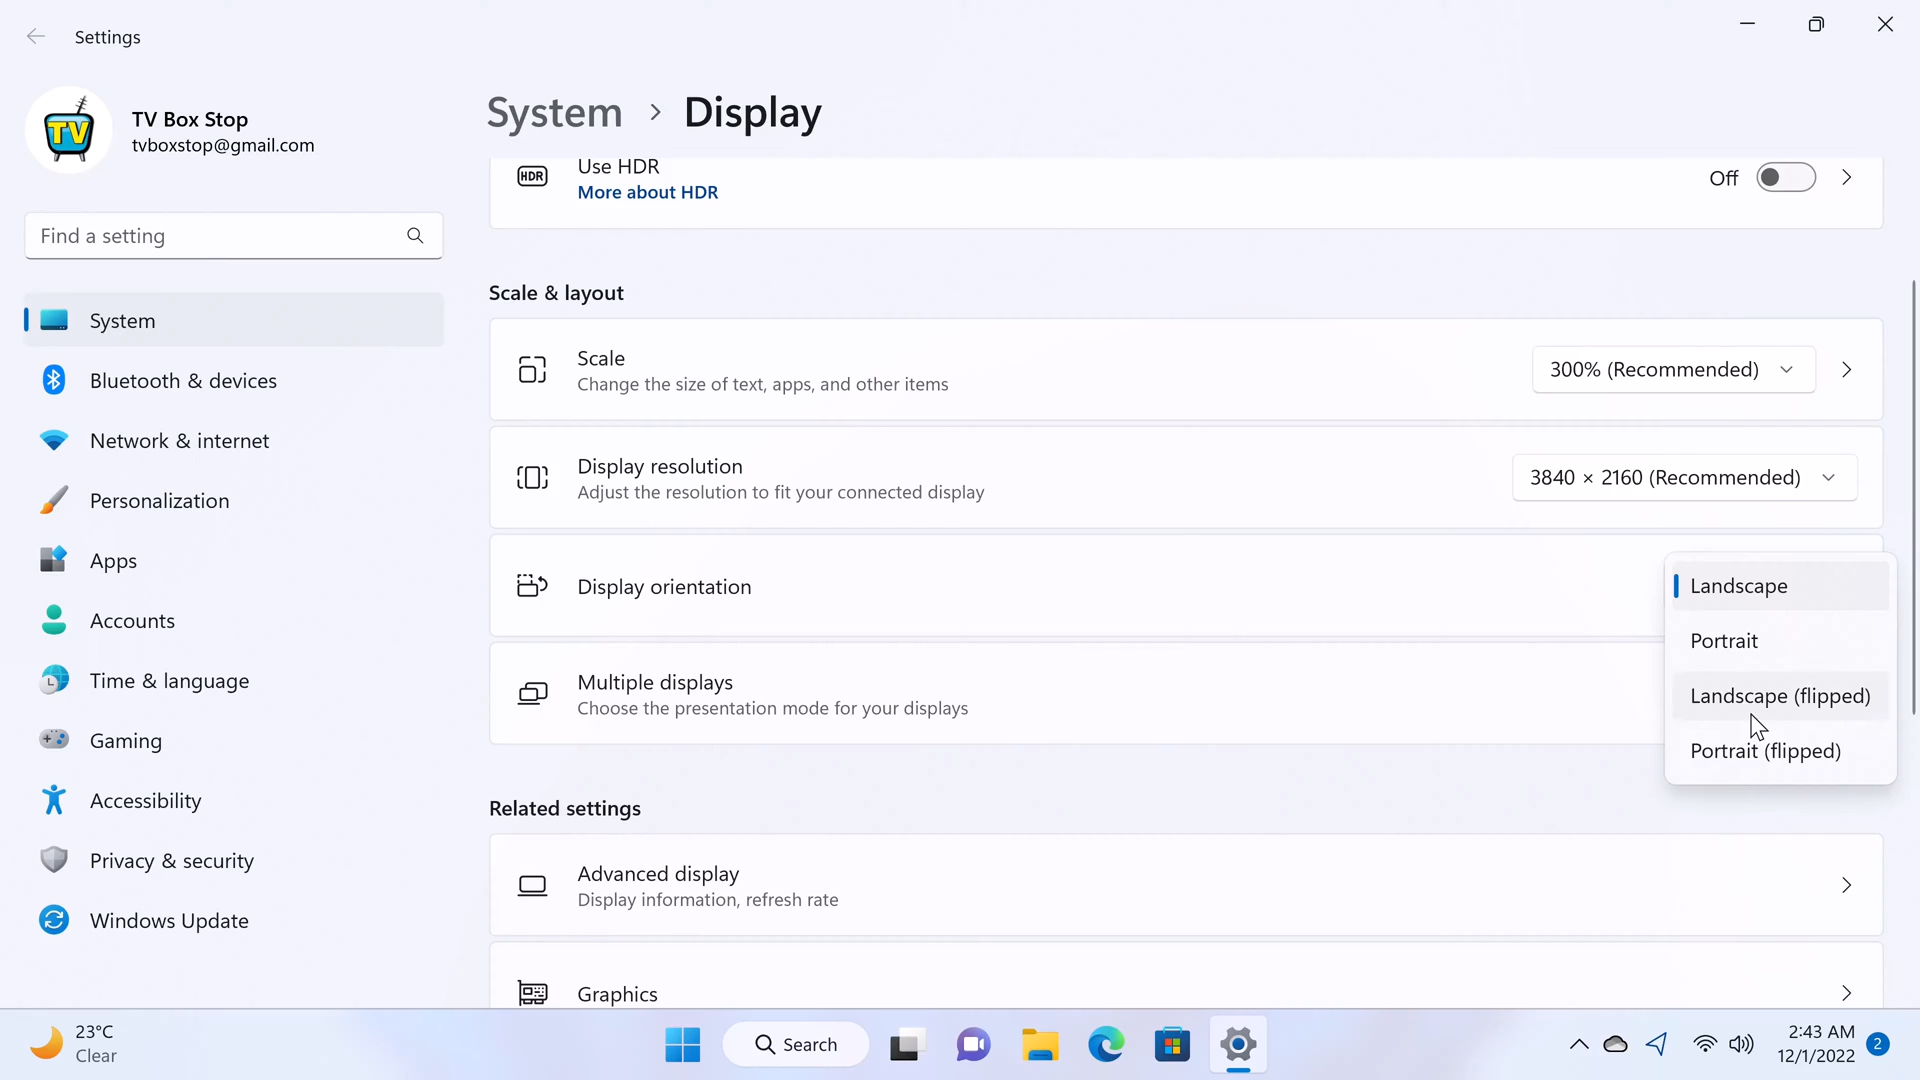 Settings
TV
TV Box Stop
tvboxstop@gmail.com
Find a setting
System
Bluetooth & devices
Network & internet
Personalization
Apps
Accounts
Time & language
Gaming
Accessibility
Privacy & security
Windows Update
System > Display
HDR
Use HDR
More about HDR
Off
Scale & layout
Scale
Change the size of text, apps, and other items
300% (Recommended)
Display resolution
Adjust the resolution to fit your connected display
3840 × 2160 (Recommended)
Display orientation
Landscape
Portrait
Landscape (flipped)
Portrait (flipped)
Multiple displays
Choose the presentation mode for your displays
Related settings
Advanced display
Display information, refresh rate
Graphics
23°C
Clear
Search
2:43 AM
12/1/2022
2